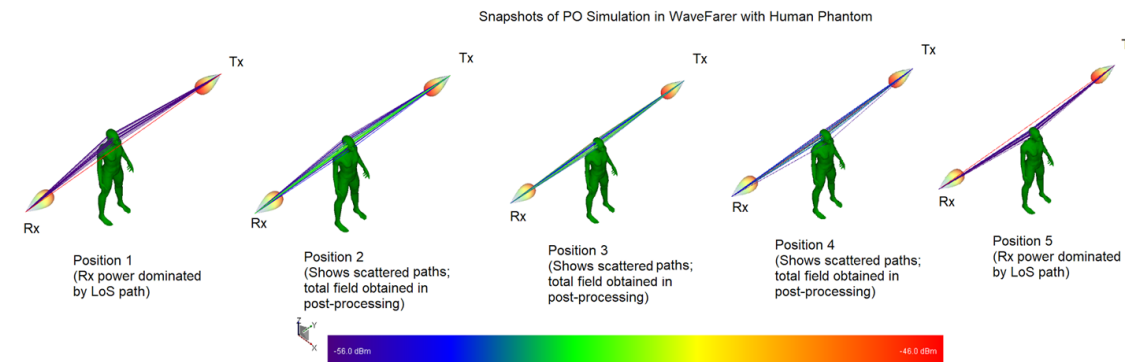 Snapshots of PO Simulation in WaveFarer with Human Phantom
Tx
Rx
Position 1
(Rx power dominated
by LoS path)
Tx
Rx
Position 2
(Shows scattered paths;
total field obtained in
post-processing)
Tx
Rx
Position 3
(Shows scattered paths;
total field obtained in
post-processing)
Tx
Rx
Position 4
(Shows scattered paths;
total field obtained in
post-processing)
Rx
Position 5
(Rx power dominated
by LoS path)
Z
Y
X
-56.0 dBm
-46.0 dBm